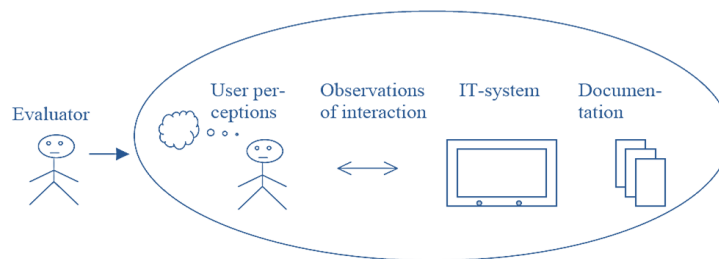 Evaluator
User per-
ceptions
Observations
of interaction
IT-system
Documen-
tation